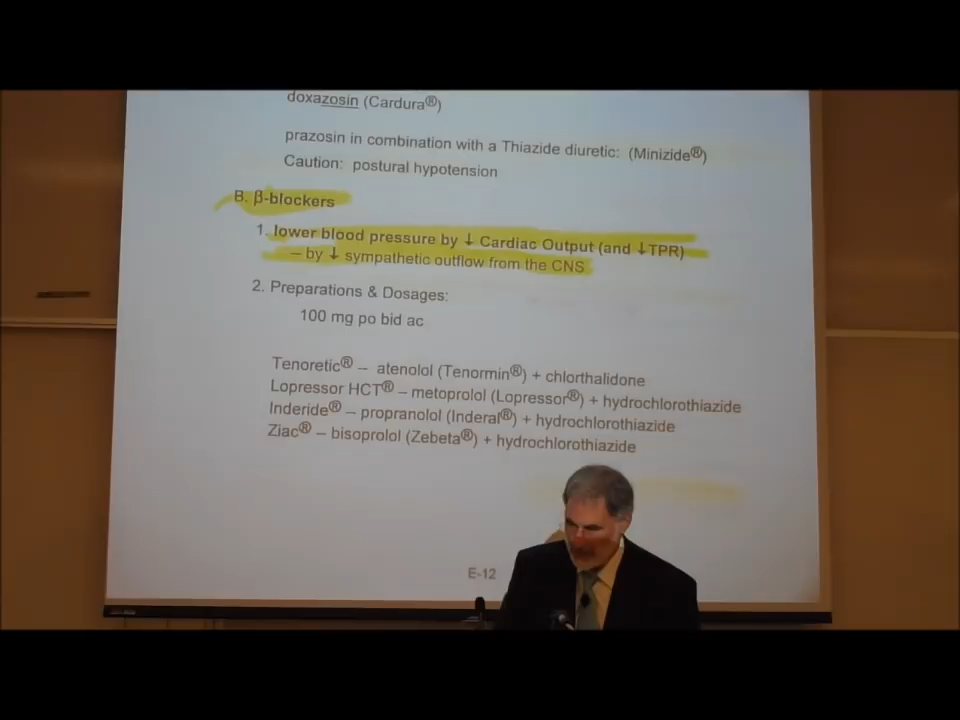 doxazosin (Cardura®)
prazosin in combination with a Thiazide diuretic: (Minizide®)
Caution: postural hypotension
B. β-blockers
1. lower blood pressure by ↓ Cardiac Output (and ↓TPR)
– by ↓ sympathetic outflow from the CNS
2. Preparations & Dosages:
100 mg po bid ac
Tenoretic® – atenolol (Tenormin®) + chlorthalidone
Lopressor HCT® – metoprolol (Lopressor®) + hydrochlorothiazide
Inderide® – propranolol (Inderal®) + hydrochlorothiazide
Ziac® – bisoprolol (Zebeta®) + hydrochlorothiazide
E-12